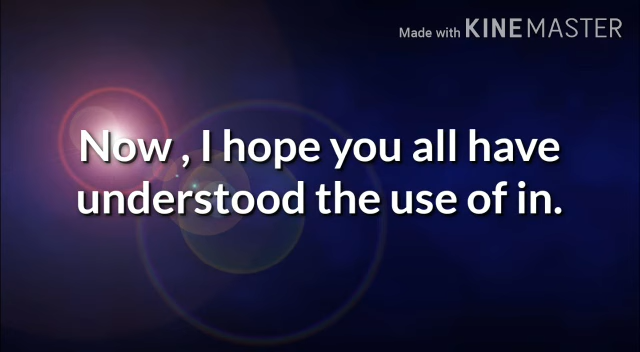 Made with KINEMASTER
Now , I hope you all have
understood the use of in.